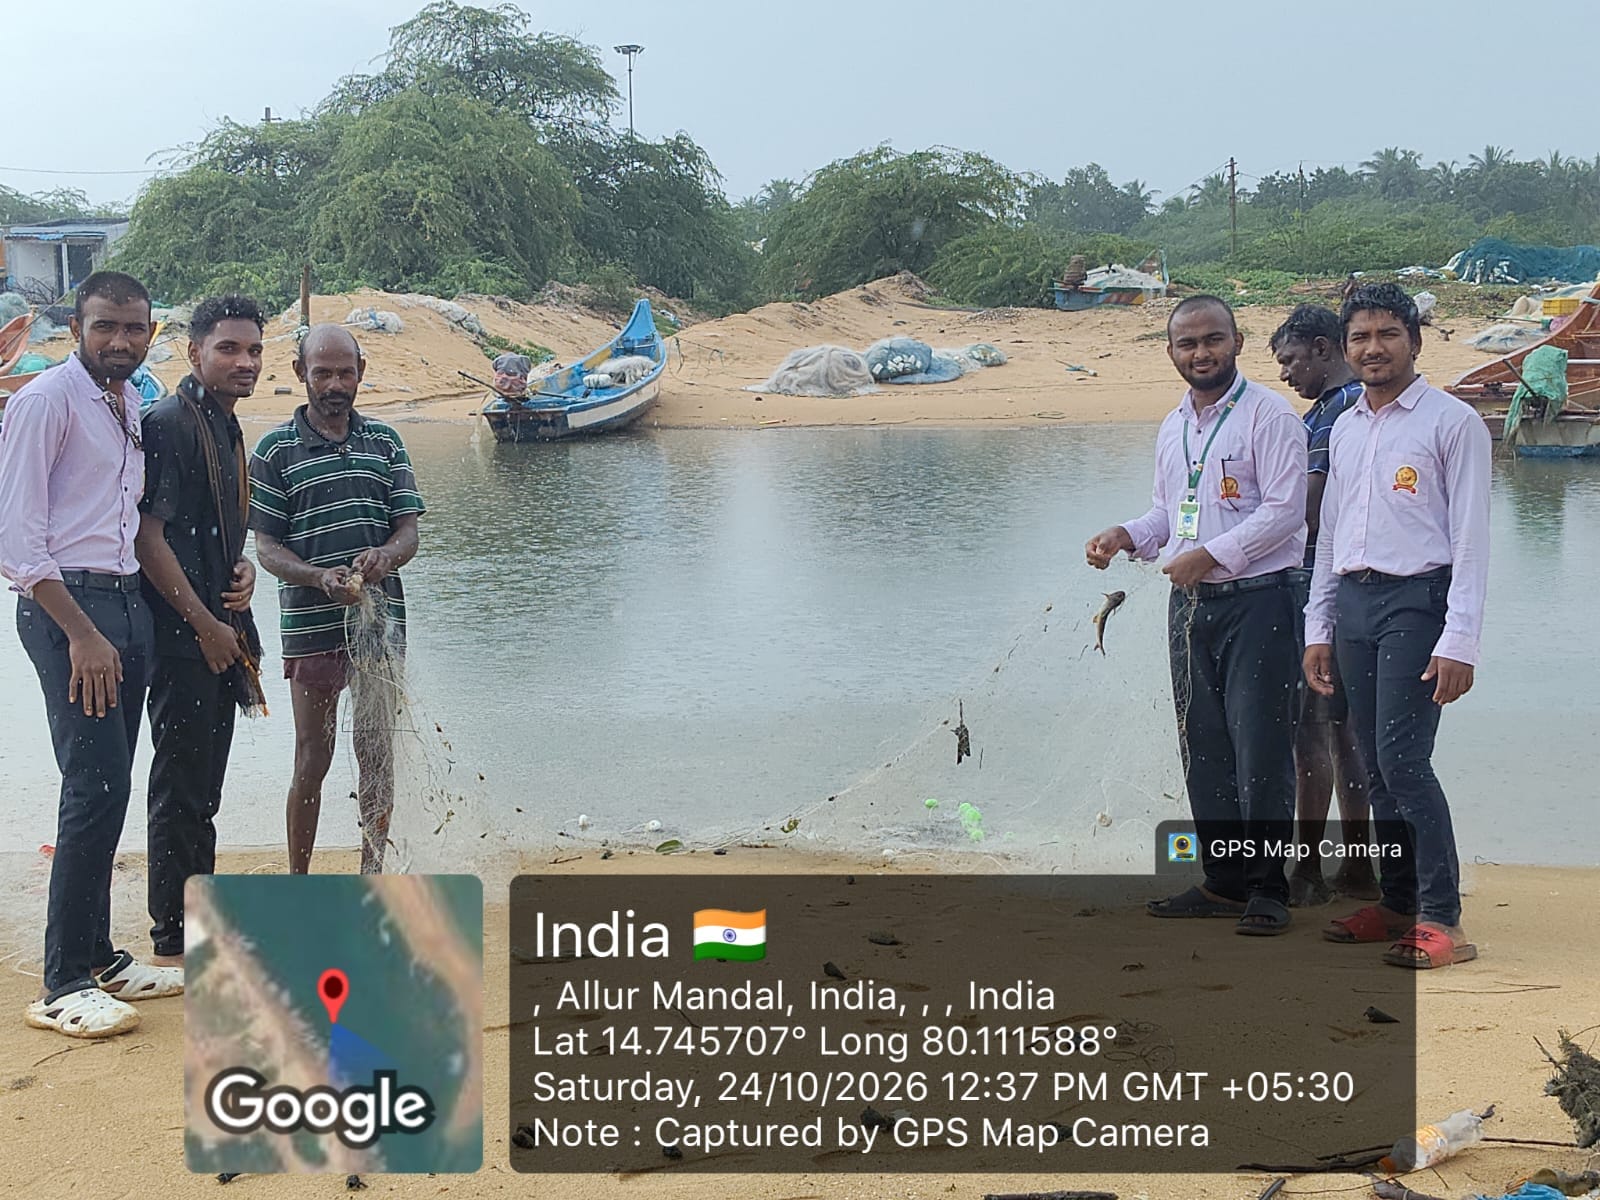 GPS Map Camera
India
, Allur Mandal, India, , , India
Lat 14.745707° Long 80.111588°
Saturday, 24/10/2026 12:37 PM GMT +05:30
Note : Captured by GPS Map Camera
Google